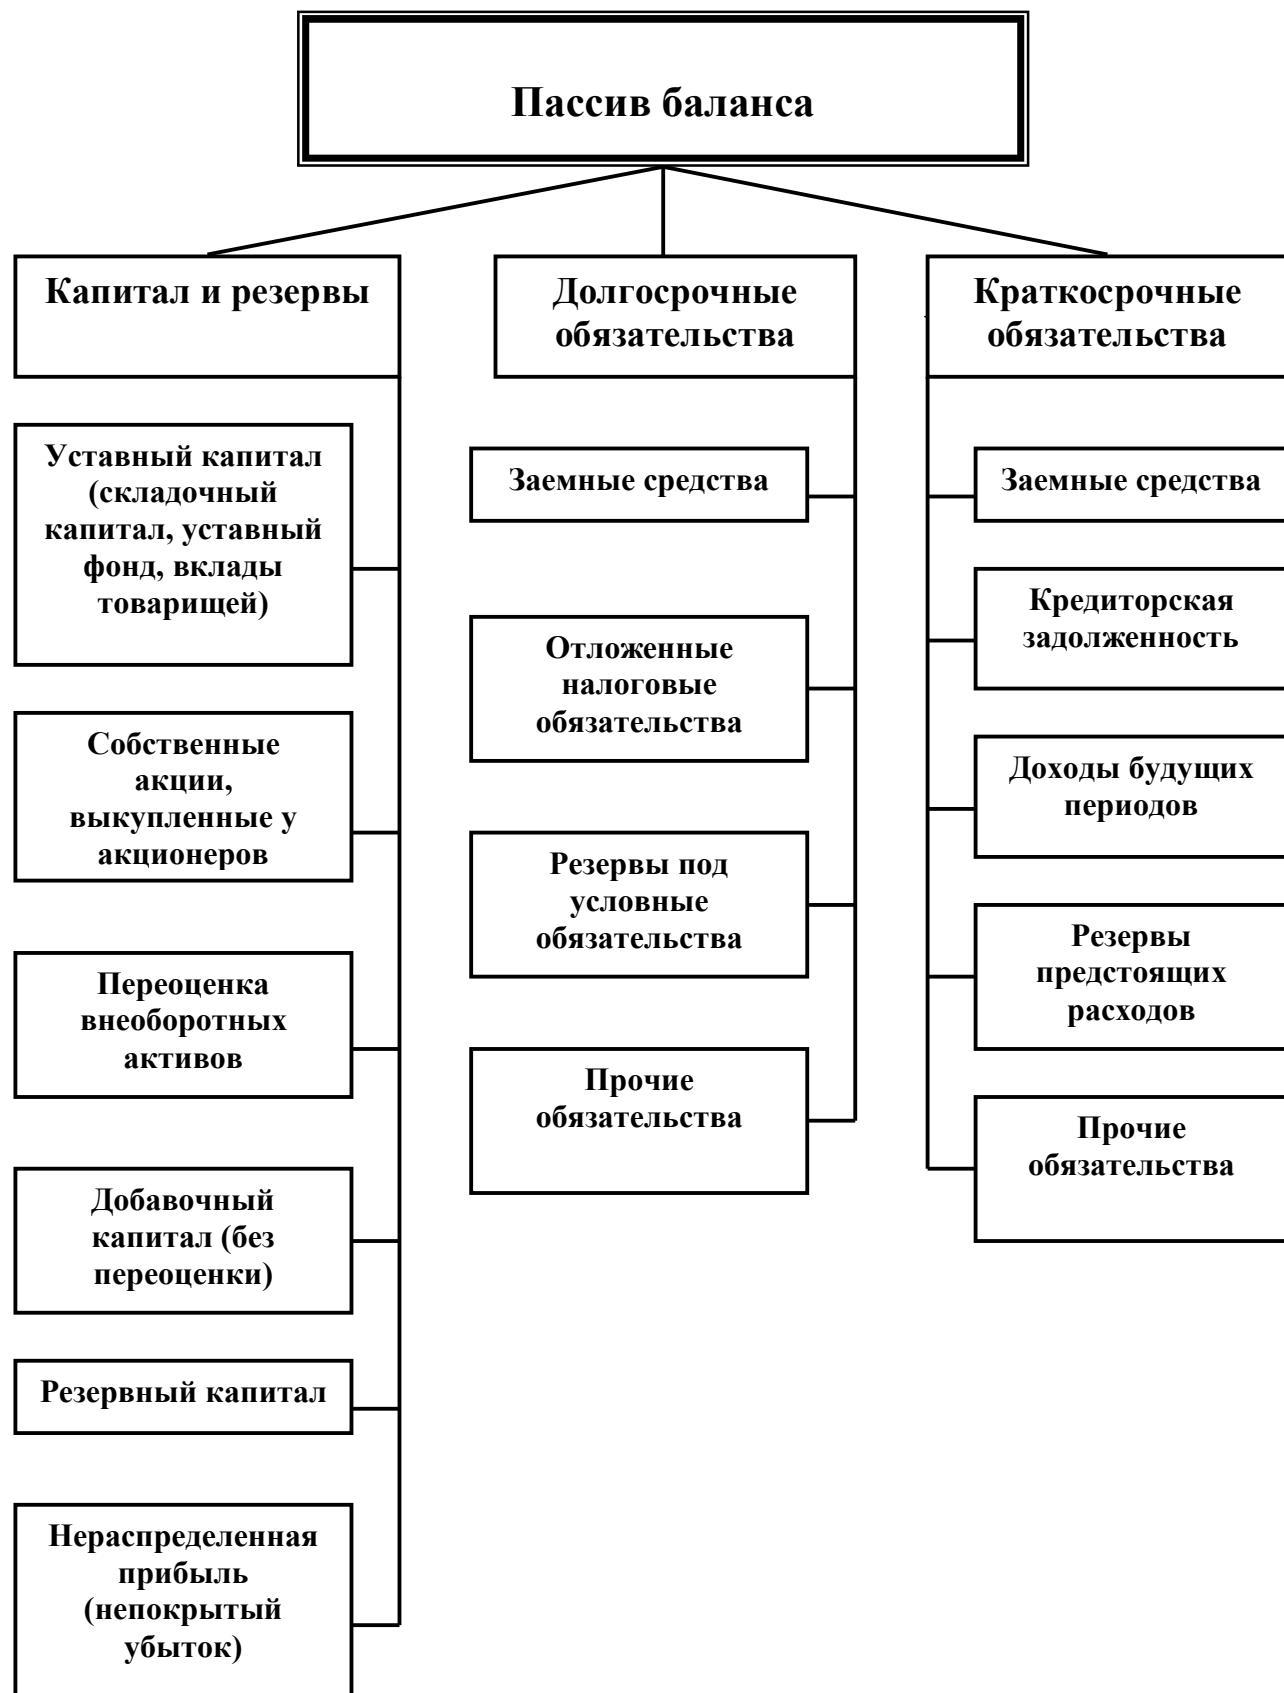 Пассив баланса
Капитал и резервы
Уставный капитал
(складочный
капитал, уставный
фонд, вклады
товарищей)
Собственные
акции,
выкупленные у
акционеров
Переоценка
внеоборотных
активов
Добавочный
капитал (без
переоценки)
Резервный капитал
Нераспределенная
прибыль
(непокрытый
убыток)
Долгосрочные
обязательства
Заемные средства
Отложенные
налоговые
обязательства
Резервы под
условные
обязательства
Прочие
обязательства
Краткосрочные
обязательства
Заемные средства
Кредиторская
задолженность
Доходы будущих
периодов
Резервы
предстоящих
расходов
Прочие
обязательства